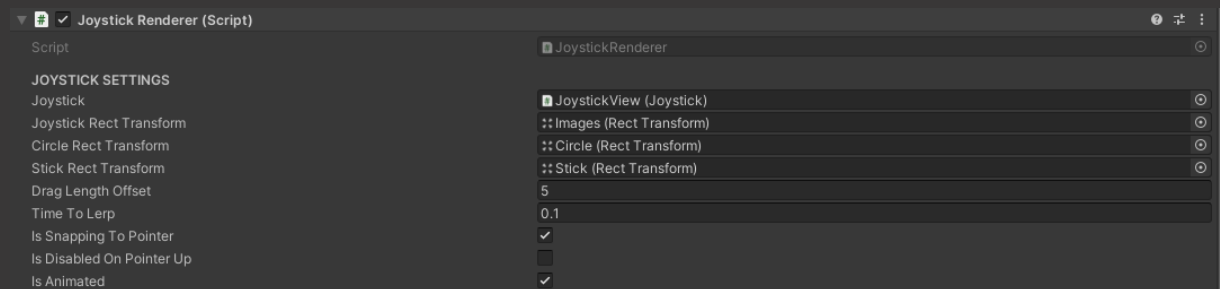 Joystick Renderer (Script)
Script JoystickRenderer
JOYSTICK SETTINGS
Joystick JoystickView (Joystick)
Joystick Rect Transform Images (Rect Transform)
Circle Rect Transform Circle (Rect Transform)
Stick Rect Transform Stick (Rect Transform)
Drag Length Offset 5
Time To Lerp 0.1
Is Snapping To Pointer
Is Disabled On Pointer Up
Is Animated